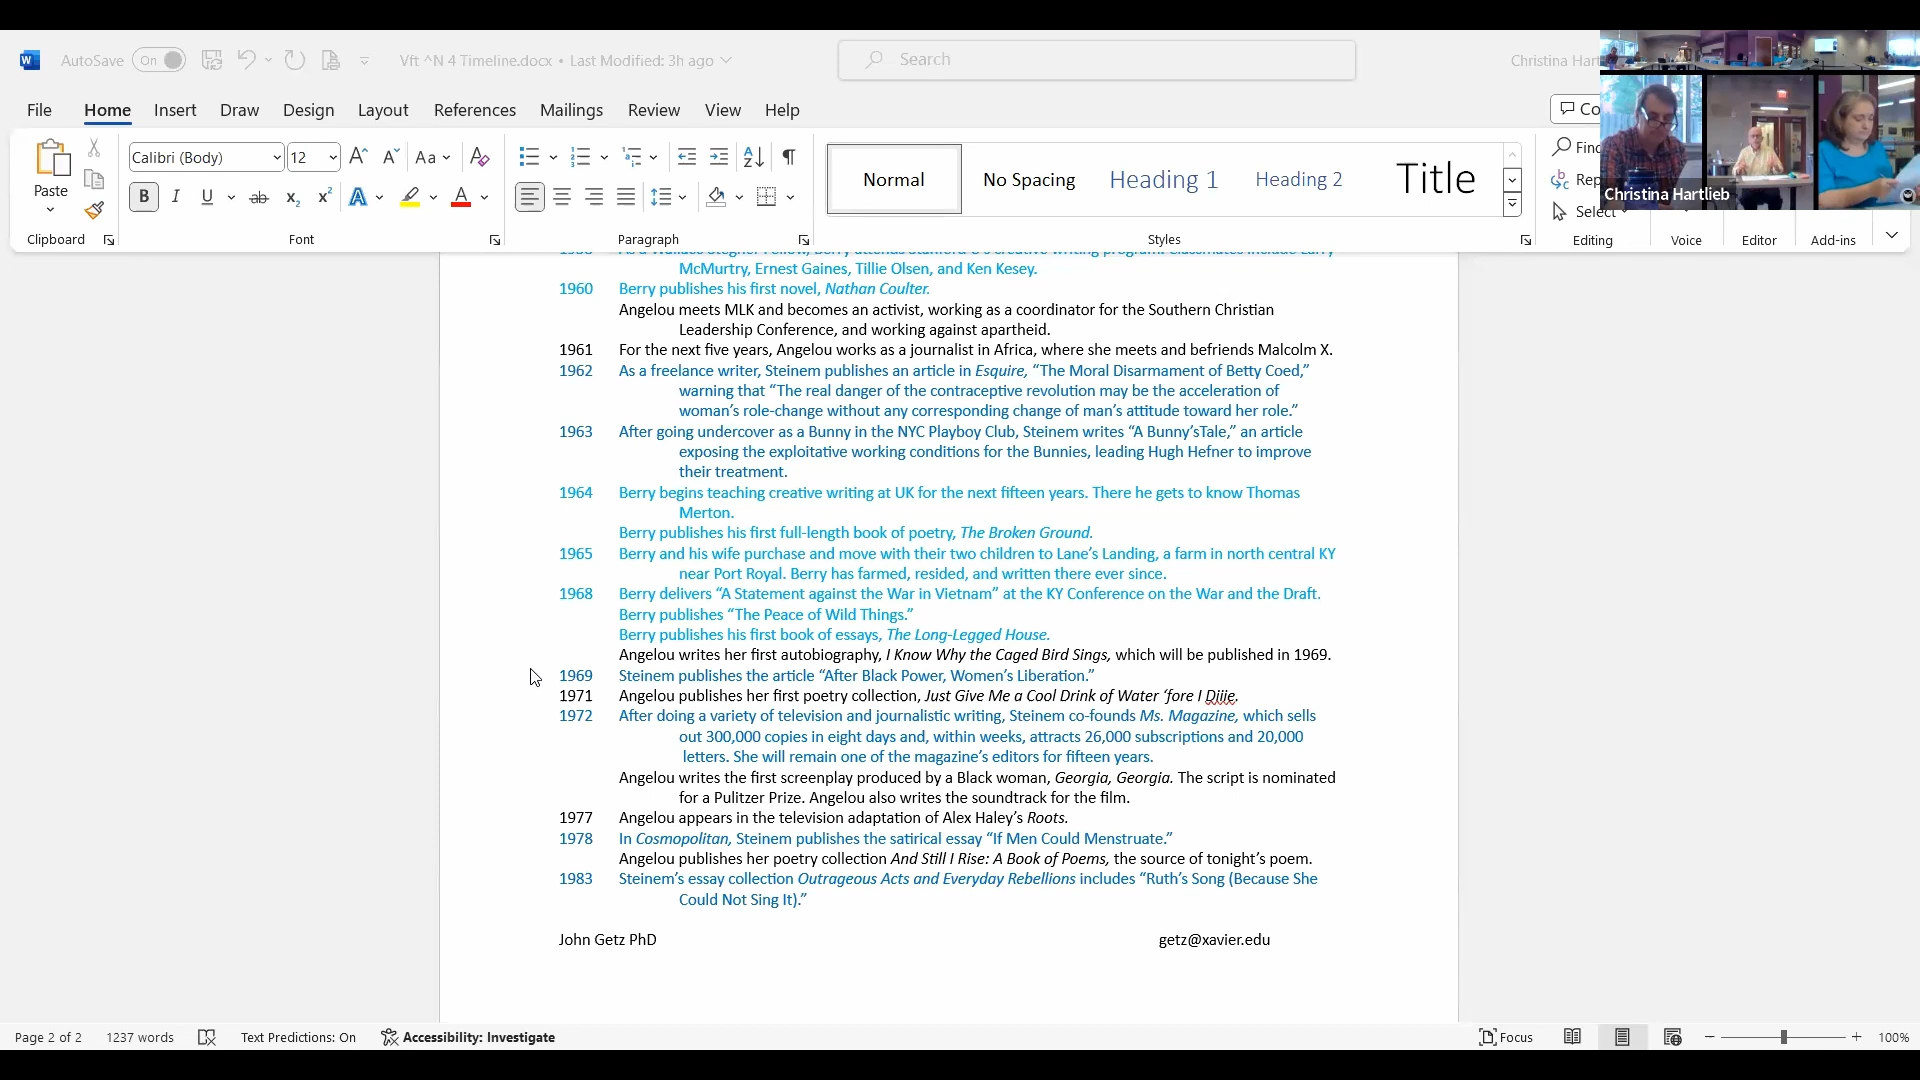 AutoSave On Vft ^N 4 Timeline.docx • Last Modified: 3h ago Search Christina Hart
File Home Insert Draw Design Layout References Mailings Review View Help Co
Paste Calibri (Body) 12 Aa Normal No Spacing Heading 1 Heading 2 Title Find
Rep
Select
Christina Hartlieb
Clipboard Font Paragraph Styles Editing Voice Editor Add-ins
McMurtry, Ernest Gaines, Tillie Olsen, and Ken Kesey.
1960 Berry publishes his first novel, Nathan Coulter.
Angelou meets MLK and becomes an activist, working as a coordinator for the Southern Christian
Leadership Conference, and working against apartheid.
1961 For the next five years, Angelou works as a journalist in Africa, where she meets and befriends Malcolm X.
1962 As a freelance writer, Steinem publishes an article in Esquire, “The Moral Disarmament of Betty Coed,”
warning that “The real danger of the contraceptive revolution may be the acceleration of
woman’s role-change without any corresponding change of man’s attitude toward her role.”
1963 After going undercover as a Bunny in the NYC Playboy Club, Steinem writes “A Bunny’sTale,” an article
exposing the exploitative working conditions for the Bunnies, leading Hugh Hefner to improve
their treatment.
1964 Berry begins teaching creative writing at UK for the next fifteen years. There he gets to know Thomas
Merton.
Berry publishes his first full-length book of poetry, The Broken Ground.
1965 Berry and his wife purchase and move with their two children to Lane’s Landing, a farm in north central KY
near Port Royal. Berry has farmed, resided, and written there ever since.
1968 Berry delivers “A Statement against the War in Vietnam” at the KY Conference on the War and the Draft.
Berry publishes “The Peace of Wild Things.”
Berry publishes his first book of essays, The Long-Legged House.
Angelou writes her first autobiography, I Know Why the Caged Bird Sings, which will be published in 1969.
1969 Steinem publishes the article “After Black Power, Women’s Liberation.”
1971 Angelou publishes her first poetry collection, Just Give Me a Cool Drink of Water ‘fore I Diiie.
1972 After doing a variety of television and journalistic writing, Steinem co-founds Ms. Magazine, which sells
out 300,000 copies in eight days and, within weeks, attracts 26,000 subscriptions and 20,000
letters. She will remain one of the magazine’s editors for fifteen years.
Angelou writes the first screenplay produced by a Black woman, Georgia, Georgia. The script is nominated
for a Pulitzer Prize. Angelou also writes the soundtrack for the film.
1977 Angelou appears in the television adaptation of Alex Haley’s Roots.
1978 In Cosmopolitan, Steinem publishes the satirical essay “If Men Could Menstruate.”
Angelou publishes her poetry collection And Still I Rise: A Book of Poems, the source of tonight’s poem.
1983 Steinem’s essay collection Outrageous Acts and Everyday Rebellions includes “Ruth’s Song (Because She
Could Not Sing It).”
John Getz PhD getz@xavier.edu
Page 2 of 2 1237 words Text Predictions: On Accessibility: Investigate Focus 100%